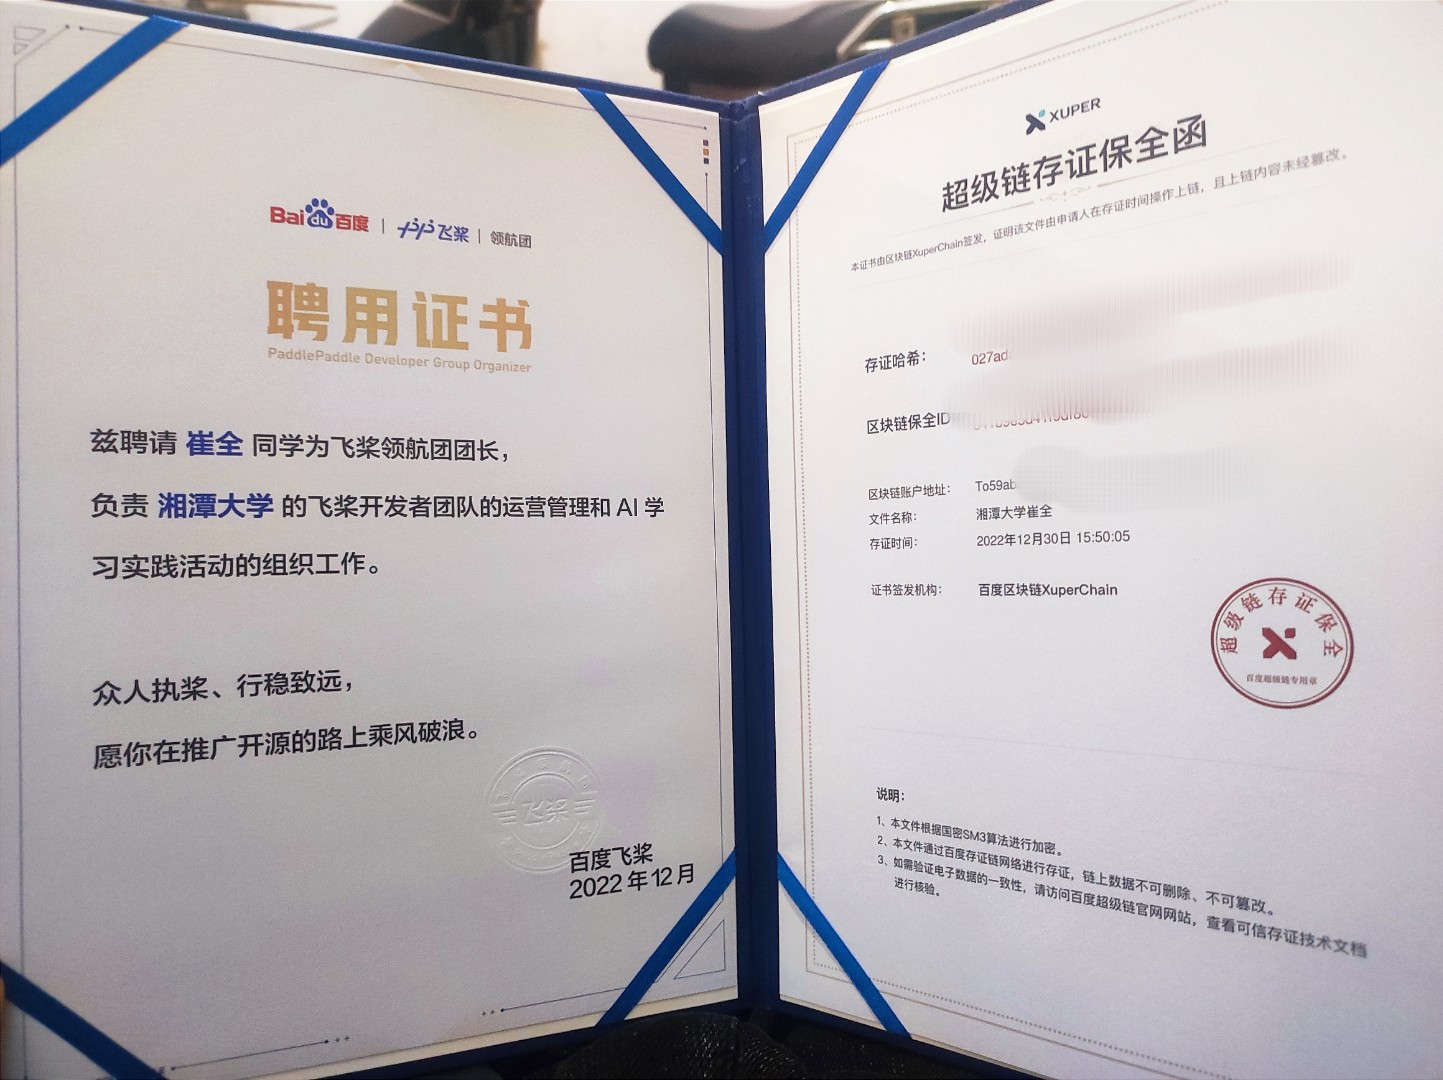 Baidu百度 | 飞桨 | 领航团
聘用证书
PaddlePaddle Developer Group Organizer
兹聘请 崔全 同学为飞桨领航团团长，
负责 湘潭大学 的飞桨开发者团队的运营管理和 AI 学
习实践活动的组织工作。
众人执桨、行稳致远，
愿你在推广开源的路上乘风破浪。
飞桨
百度飞桨
2022 年 12 月
XUPER
超级链存证保全函
本证书由区块链XuperChain签发，证明该文件由申请人在存证时间操作上链，且上链内容未经篡改。
存证哈希： 027ad
区块链保全ID
区块链账户地址： To59ab
文件名称： 湘潭大学崔全
存证时间： 2022年12月30日 15:50:05
证书签发机构： 百度区块链XuperChain
超级链存证保全
百度超级链专用章
说明：
1、本文件根据国密SM3算法进行加密。
2、本文件通过百度存证链网络进行存证，链上数据不可删除、不可篡改。
3、如需验证电子数据的一致性，请访问百度超级链官网网站，查看可信存证技术文档
进行核验。